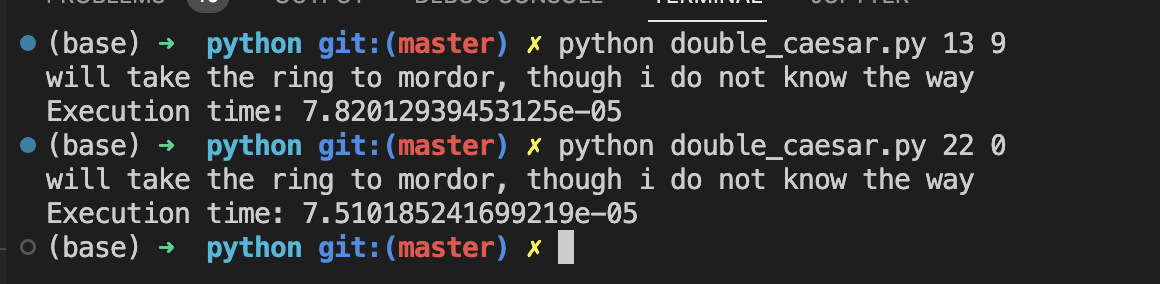 PROBLEMS OUTPUT DEBUG CONSOLE TERMINAL JUPYTER
(base) ➜ python git:(master) ✗ python double_caesar.py 13 9
will take the ring to mordor, though i do not know the way
Execution time: 7.82012939453125e-05
(base) ➜ python git:(master) ✗ python double_caesar.py 22 0
will take the ring to mordor, though i do not know the way
Execution time: 7.510185241699219e-05
(base) ➜ python git:(master) ✗